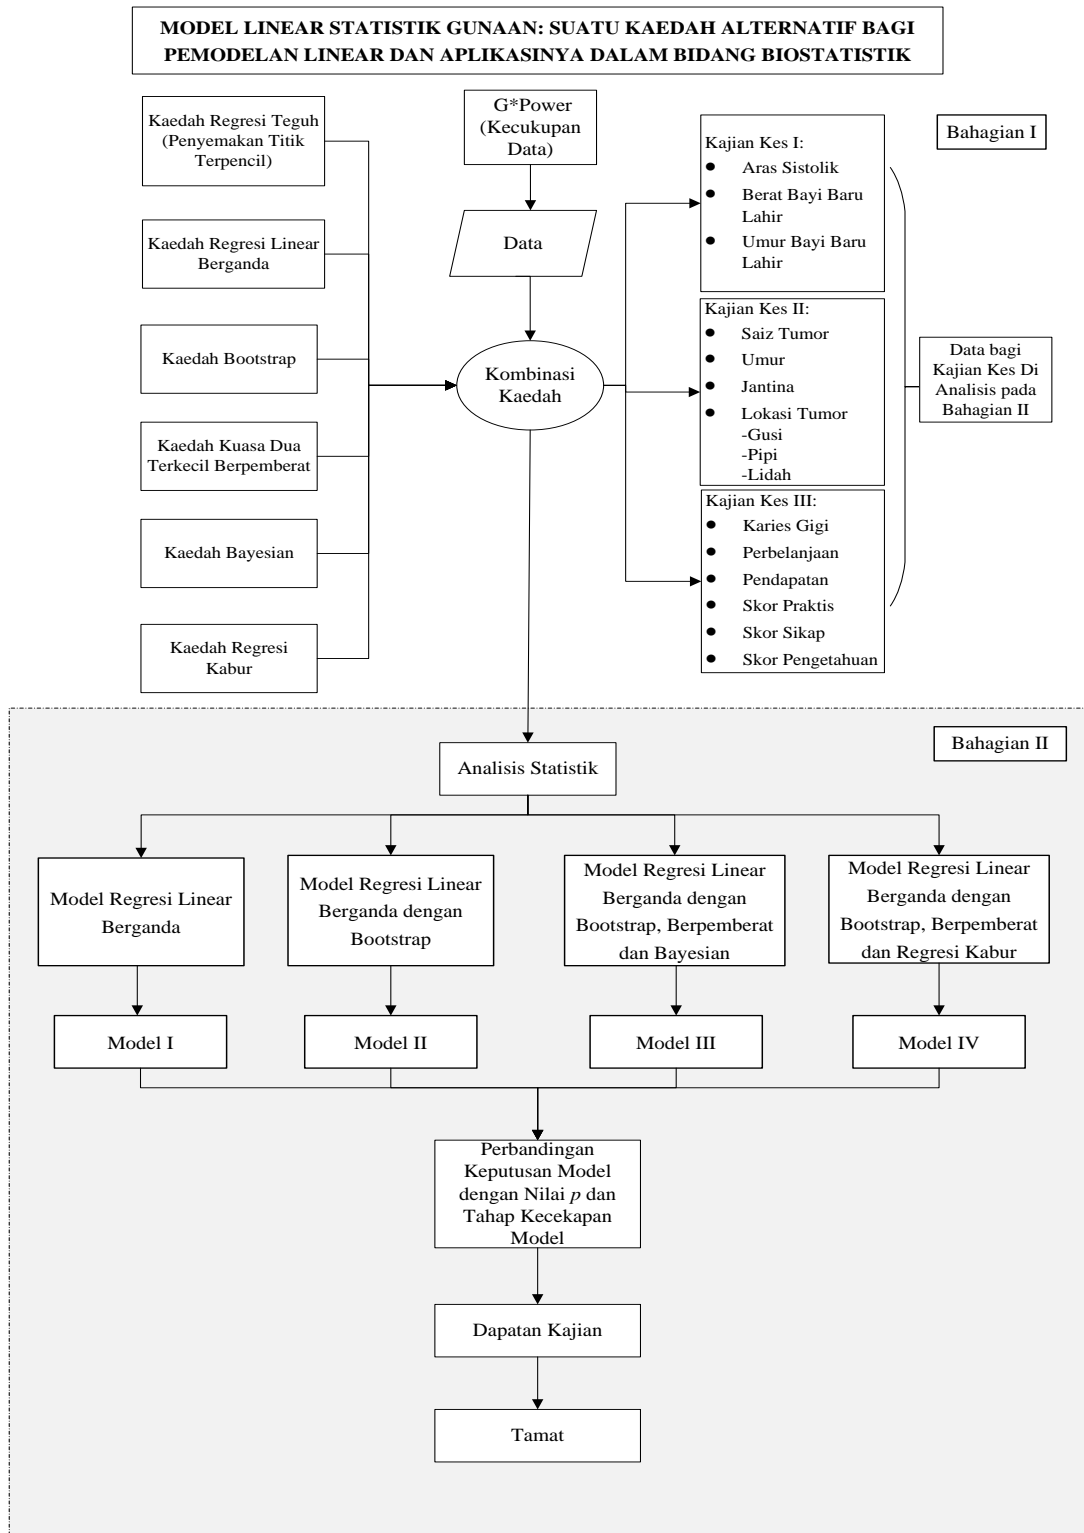 MODEL LINEAR STATISTIK GUNAAN: SUATU KAEDAH ALTERNATIF BAGI
PEMODELAN LINEAR DAN APLIKASINYA DALAM BIDANG BIOSTATISTIK
Kaedah Regresi Teguh
(Penyemakan Titik
Terpencil)
Kaedah Regresi Linear
Berganda
Kaedah Bootstrap
Kaedah Kuasa Dua
Terkecil Berpemberat
Kaedah Bayesian
Kaedah Regresi
Kabur
G*Power
(Kecukupan
Data)
Data
Kombinasi
Kaedah
Bahagian I
Kajian Kes I:
● Aras Sistolik
● Berat Bayi Baru
Lahir
● Umur Bayi Baru
Lahir
Kajian Kes II:
● Saiz Tumor
● Umur
● Jantina
● Lokasi Tumor
-Gusi
-Pipi
-Lidah
Kajian Kes III:
● Karies Gigi
● Perbelanjaan
● Pendapatan
● Skor Praktis
● Skor Sikap
● Skor Pengetahuan
Data bagi
Kajian Kes Di
Analisis pada
Bahagian II
Bahagian II
Analisis Statistik
Model Regresi Linear
Berganda
Model Regresi Linear
Berganda dengan
Bootstrap
Model Regresi Linear
Berganda dengan
Bootstrap, Berpemberat
dan Bayesian
Model Regresi Linear
Berganda dengan
Bootstrap, Berpemberat
dan Regresi Kabur
Model I
Model II
Model III
Model IV
Perbandingan
Keputusan Model
dengan Nilai p dan
Tahap Kecekapan
Model
Dapatan Kajian
Tamat